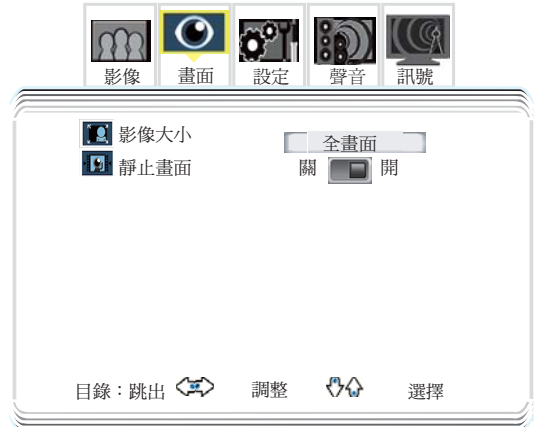 影像 畫面 設定 聲音 訊號
影像大小 全畫面
靜止畫面 關 開
目錄：跳出 調整 選擇